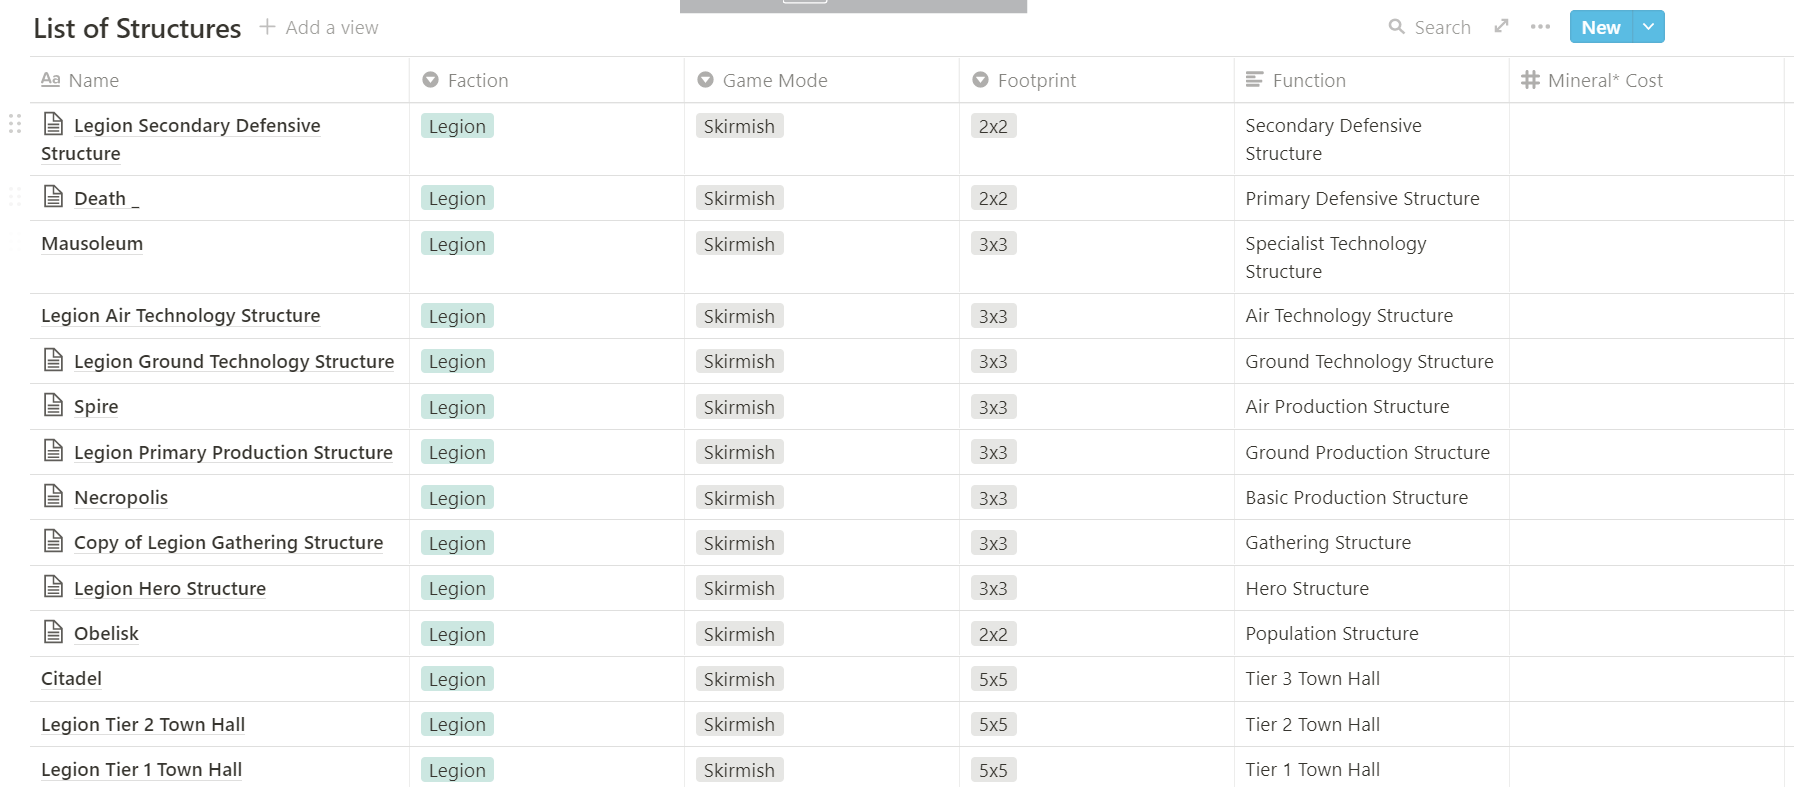 List of Structures + Add a view Search New
Aa Name Faction Game Mode Footprint Function # Mineral* Cost
Legion Secondary Defensive Structure Legion Skirmish 2x2 Secondary Defensive Structure
Death _ Legion Skirmish 2x2 Primary Defensive Structure
Mausoleum Legion Skirmish 3x3 Specialist Technology Structure
Legion Air Technology Structure Legion Skirmish 3x3 Air Technology Structure
Legion Ground Technology Structure Legion Skirmish 3x3 Ground Technology Structure
Spire Legion Skirmish 3x3 Air Production Structure
Legion Primary Production Structure Legion Skirmish 3x3 Ground Production Structure
Necropolis Legion Skirmish 3x3 Basic Production Structure
Copy of Legion Gathering Structure Legion Skirmish 3x3 Gathering Structure
Legion Hero Structure Legion Skirmish 3x3 Hero Structure
Obelisk Legion Skirmish 2x2 Population Structure
Citadel Legion Skirmish 5x5 Tier 3 Town Hall
Legion Tier 2 Town Hall Legion Skirmish 5x5 Tier 2 Town Hall
Legion Tier 1 Town Hall Legion Skirmish 5x5 Tier 1 Town Hall